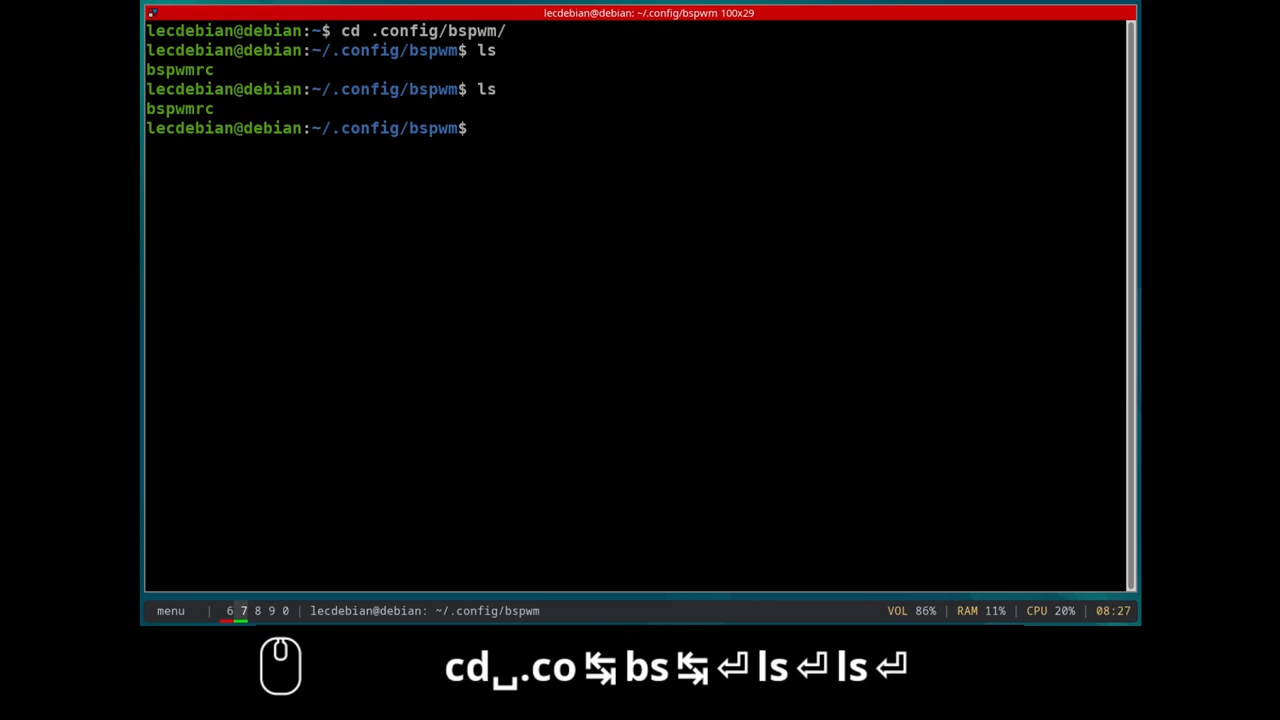 lecdebian@debian: ~/.config/bspwm 100x29
lecdebian@debian:~$ cd .config/bspwm/
lecdebian@debian:~/.config/bspwm$ ls
bspwmrc
lecdebian@debian:~/.config/bspwm$ ls
bspwmrc
lecdebian@debian:~/.config/bspwm$
menu | 6 7 8 9 0 | lecdebian@debian: ~/.config/bspwm VOL 86% | RAM 11% | CPU 20% | 08:27
cd␣.co↹bs↹⏎ls⏎ls⏎